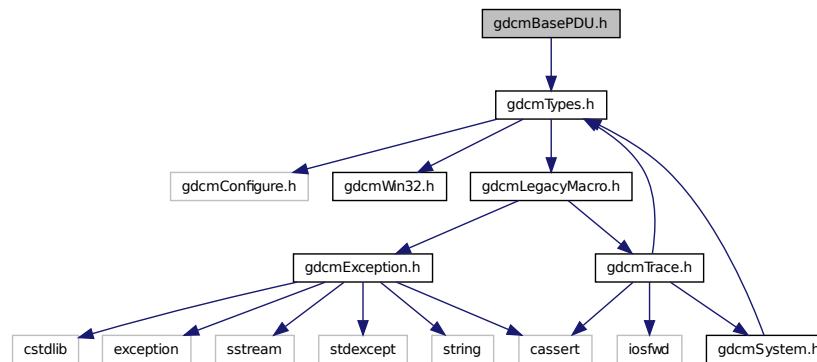 gdcmBasePDU.h
gdcmTypes.h
gdcmConfigure.h
gdcmWin32.h
gdcmLegacyMacro.h
gdcmException.h
gdcmTrace.h
cstdlib
exception
sstream
stdexcept
string
cassert
iosfwd
gdcmSystem.h